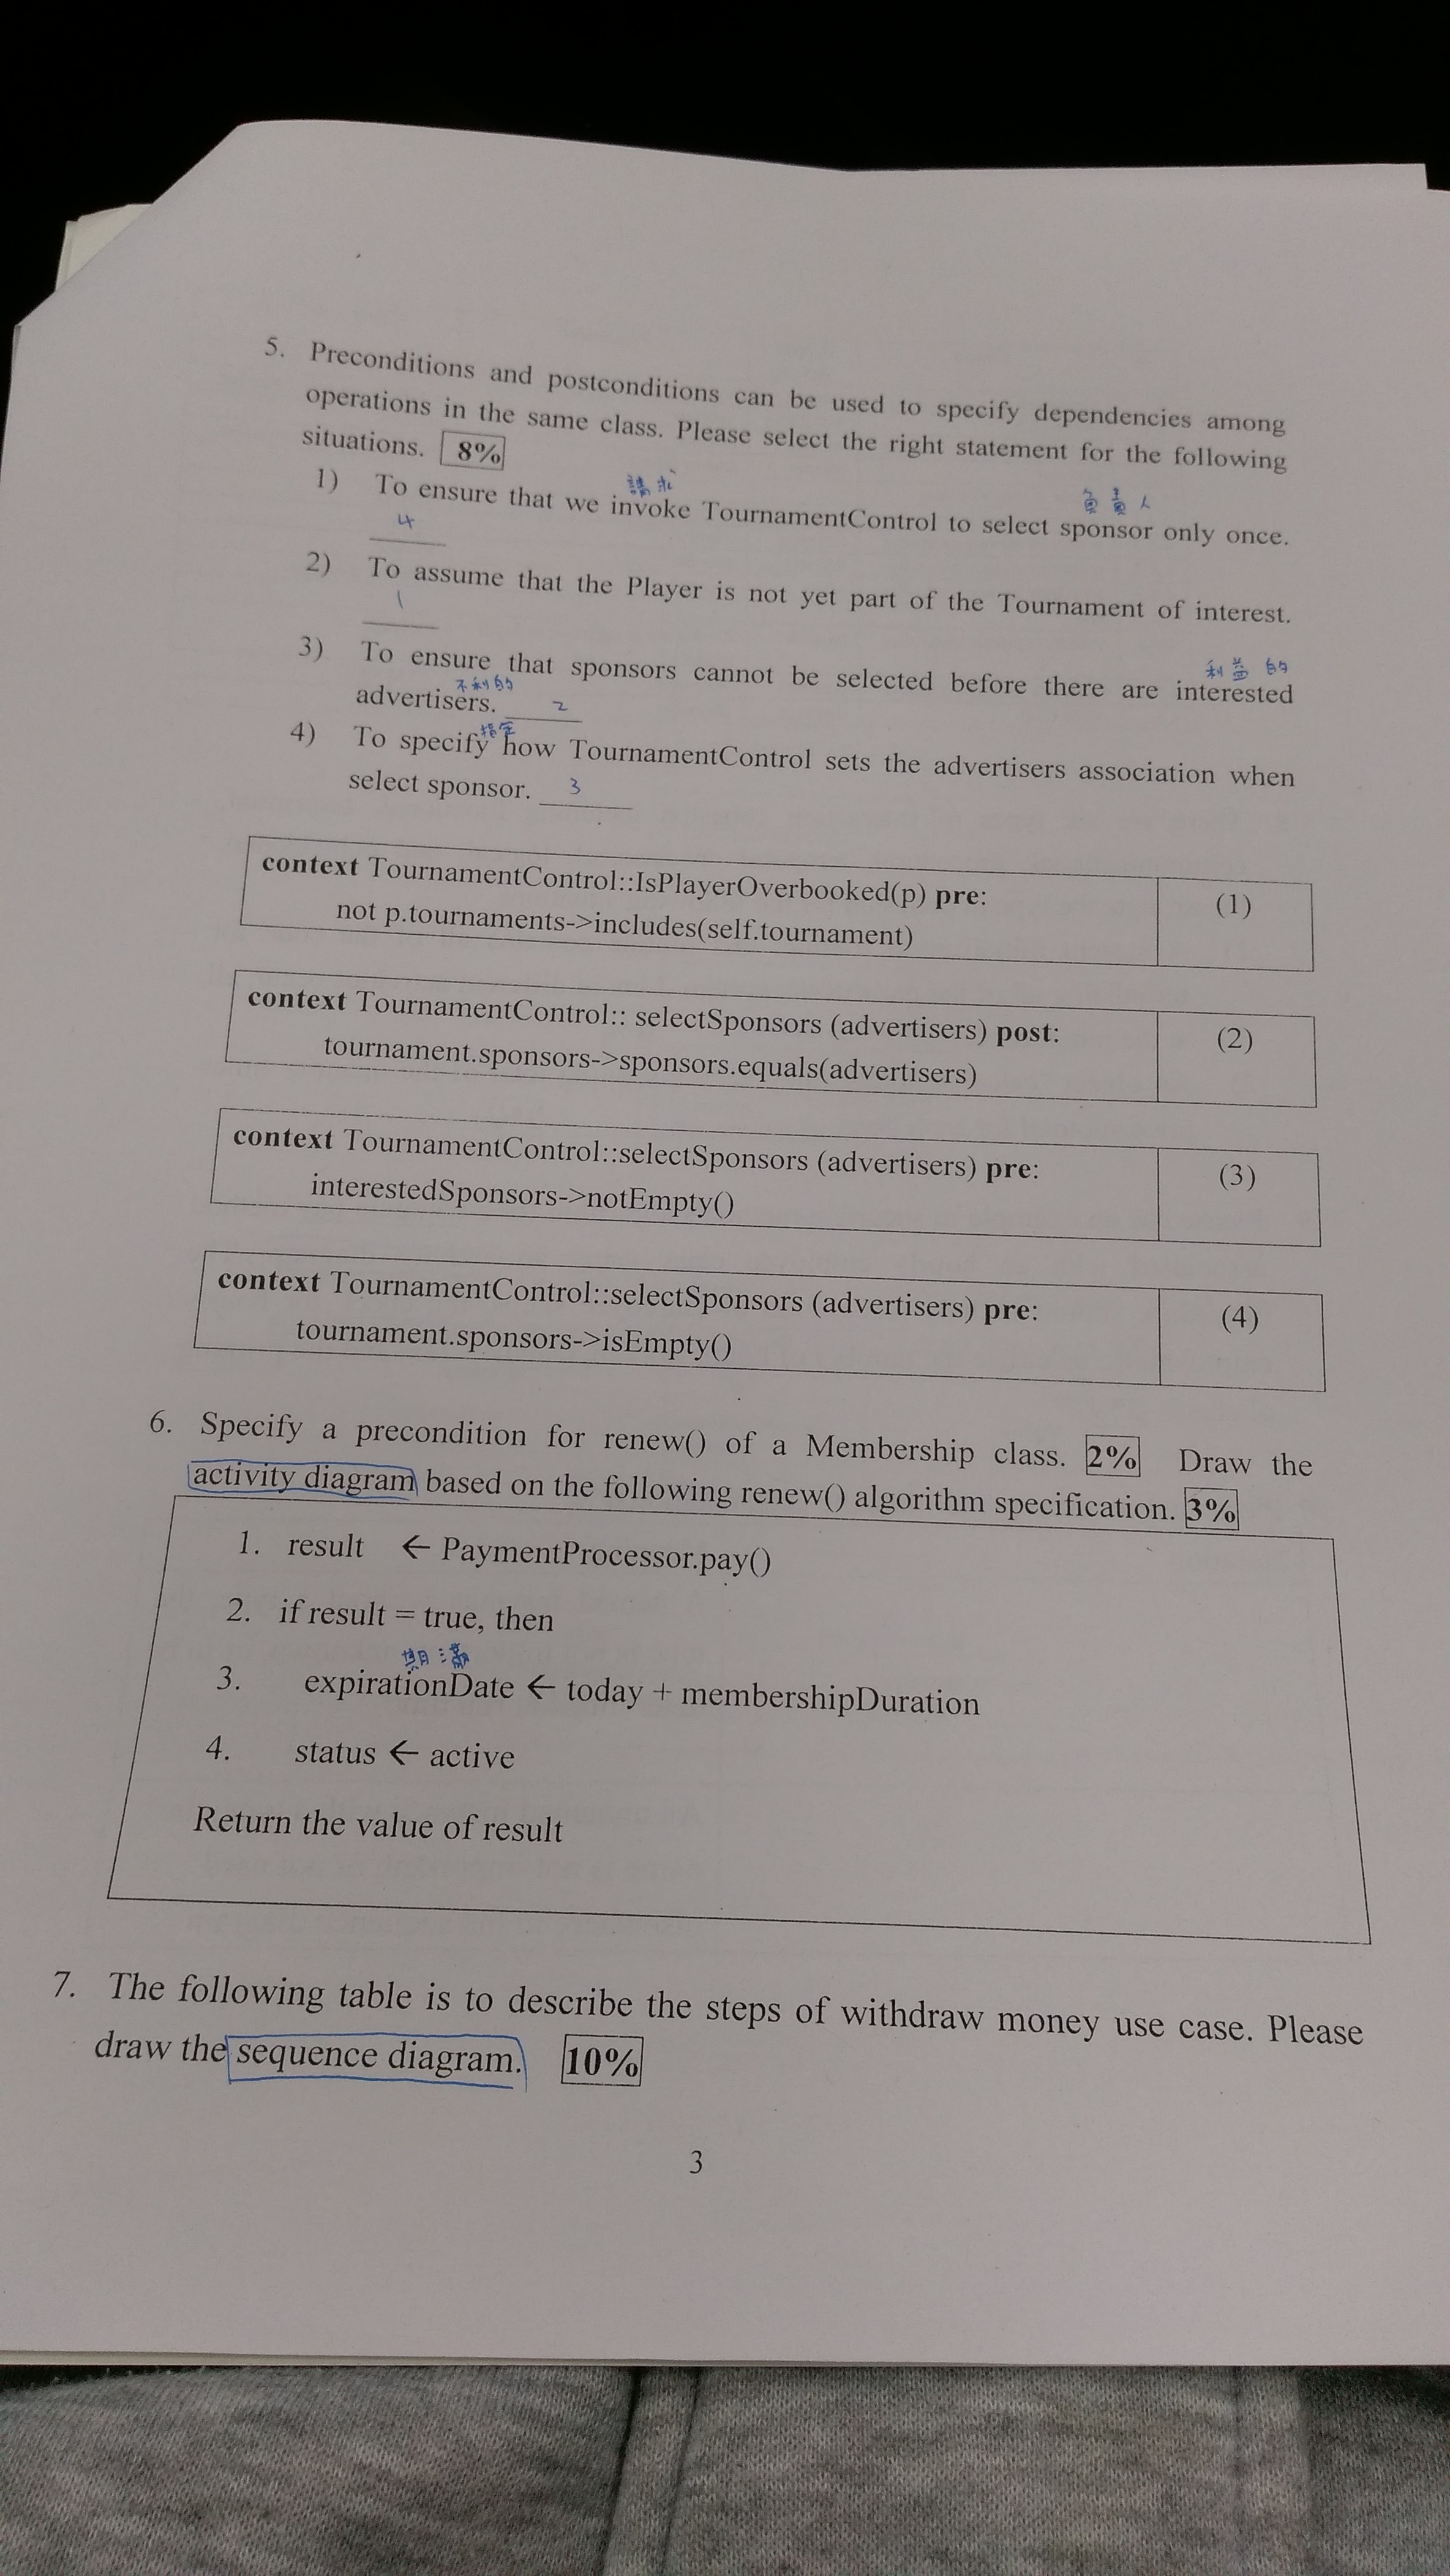 5. Preconditions and postconditions can be used to specify dependencies among
operations in the same class. Please select the right statement for the following
situations. 8%
請求 負責人
1) To ensure that we invoke TournamentControl to select sponsor only once.
4
2) To assume that the Player is not yet part of the Tournament of interest.
1
利益的
3) To ensure that sponsors cannot be selected before there are interested
不利的
advertisers. 2
指定
4) To specify how TournamentControl sets the advertisers association when
select sponsor. 3
context TournamentControl::IsPlayerOverbooked(p) pre: (1)
not p.tournaments->includes(self.tournament)
context TournamentControl:: selectSponsors (advertisers) post: (2)
tournament.sponsors->sponsors.equals(advertisers)
context TournamentControl::selectSponsors (advertisers) pre: (3)
interestedSponsors->notEmpty()
context TournamentControl::selectSponsors (advertisers) pre: (4)
tournament.sponsors->isEmpty()
6. Specify a precondition for renew() of a Membership class. 2% Draw the
activity diagram based on the following renew() algorithm specification. 3%
1. result ← PaymentProcessor.pay()
2. if result = true, then
期滿
3. expirationDate ← today + membershipDuration
4. status ← active
Return the value of result
7. The following table is to describe the steps of withdraw money use case. Please
draw the sequence diagram. 10%
3